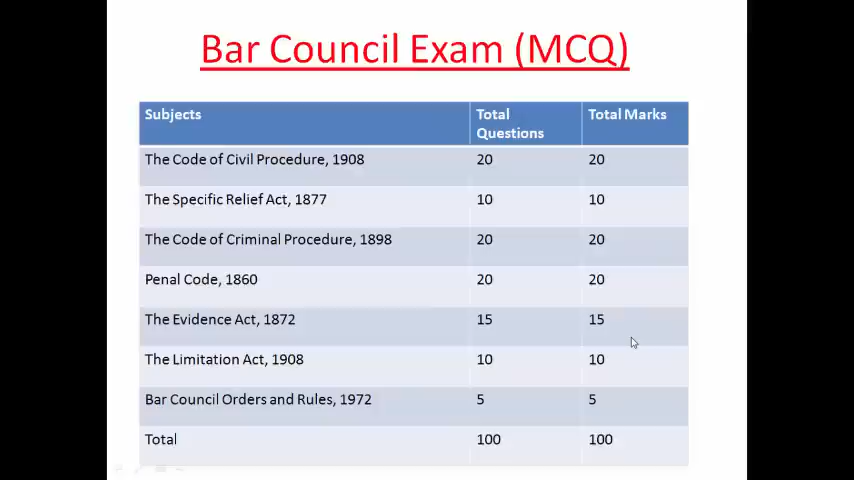 Bar Council Exam (MCQ)
Subjects Total Questions Total Marks
The Code of Civil Procedure, 1908 20 20
The Specific Relief Act, 1877 10 10
The Code of Criminal Procedure, 1898 20 20
Penal Code, 1860 20 20
The Evidence Act, 1872 15 15
The Limitation Act, 1908 10 10
Bar Council Orders and Rules, 1972 5 5
Total 100 100